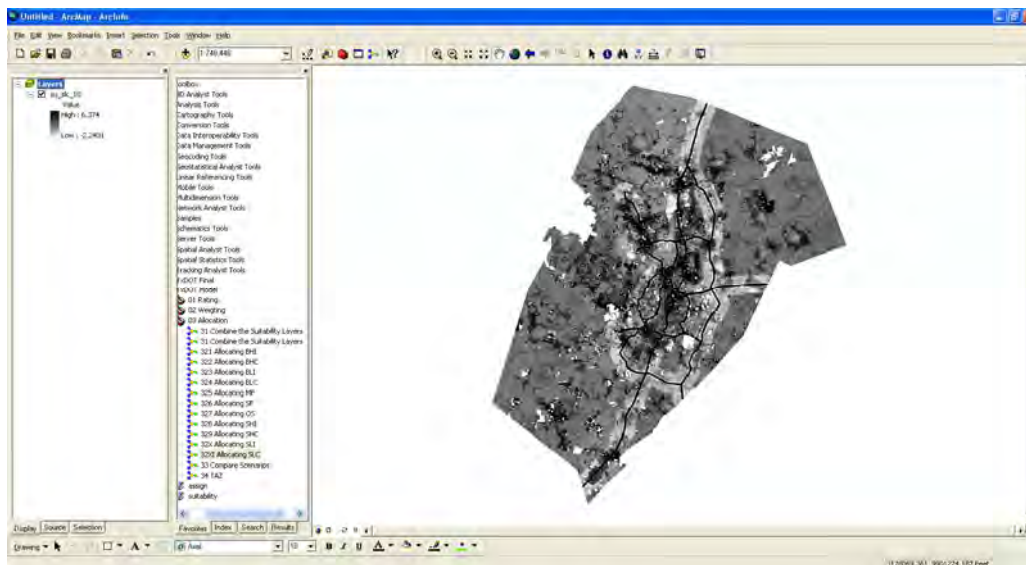 Untitled - ArcMap - ArcInfo
File Edit View Bookmarks Insert Selection Tools Window Help
1:740,448
Layers
Value
High : 6.374
Low : -2.2401
3D Analyst Tools
Analysis Tools
Cartography Tools
Conversion Tools
Data Interoperability Tools
Data Management Tools
Geocoding Tools
Geostatistical Analyst Tools
Linear Referencing Tools
Mobile Tools
Multidimension Tools
Network Analyst Tools
Samples
Schematics Tools
Server Tools
Spatial Analyst Tools
Spatial Statistics Tools
Tracking Analyst Tools
TxDOT Final
TxDOT Model
01 Rating
02 Weigting
03 Allocation
31 Combine the Suitability Layers
31 Combine the Suitability Layers
321 Allocating BHI
322 Allocating BHC
323 Allocating BLI
324 Allocating BLC
325 Allocating MF
326 Allocating SF
327 Allocating OS
328 Allocating SHI
329 Allocating SHC
32X Allocating SLI
32XI Allocating SLC
33 Compare Scenarios
34 TAZ
assign
suitability
Display Source Selection
Favorites Index Search Results
Drawing A Arial 10 B I U A